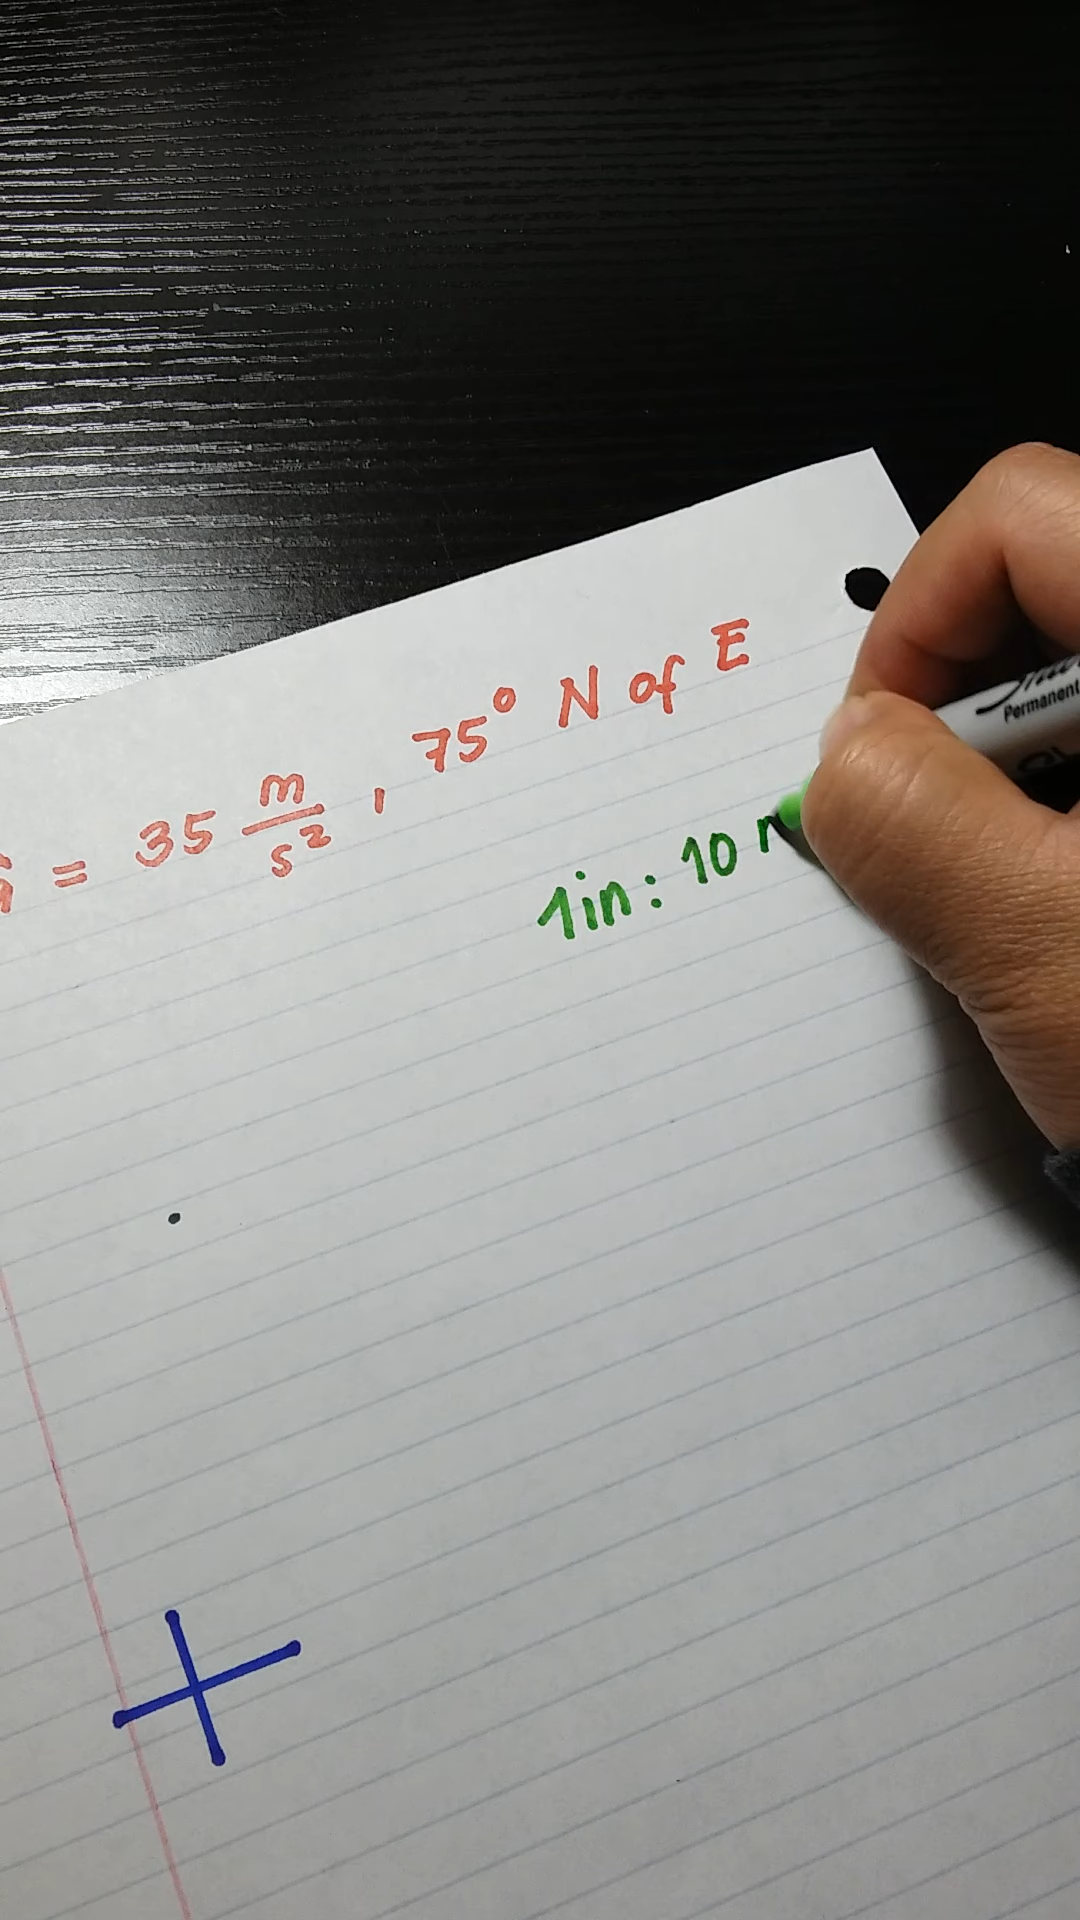 = 35 m/s², 75° N of E
1in: 10
Permanent